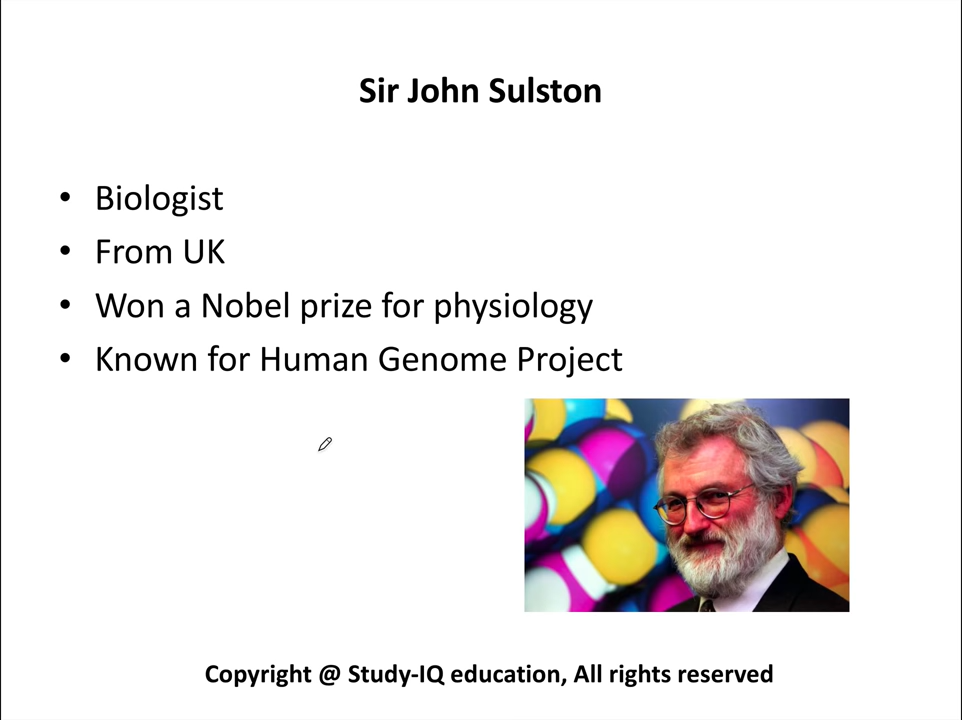 Sir John Sulston
• Biologist
• From UK
• Won a Nobel prize for physiology
• Known for Human Genome Project
Copyright @ Study-IQ education, All rights reserved